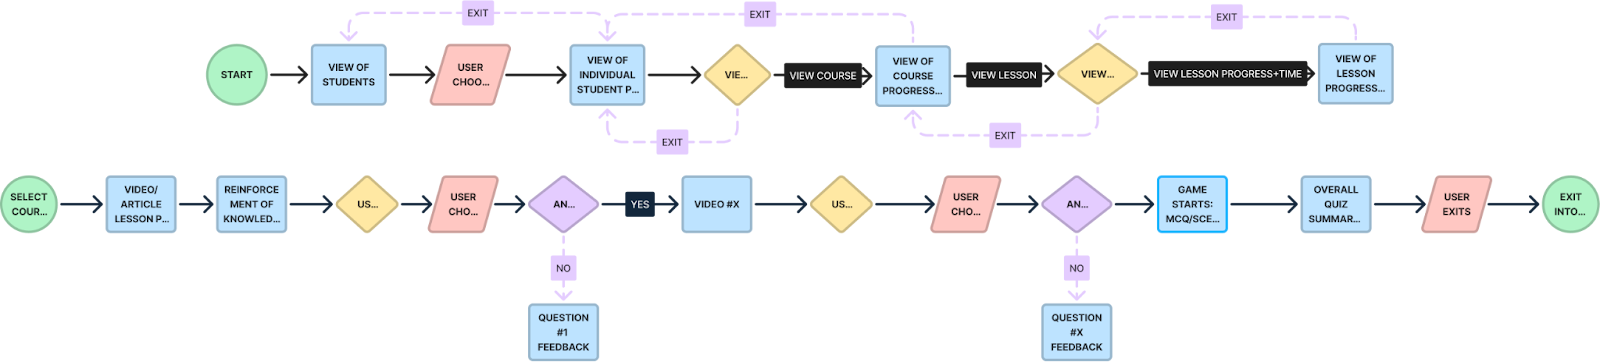 EXIT
EXIT
EXIT
START
VIEW OF
STUDENTS
USER
CHOO...
VIEW OF
INDIVIDUAL
STUDENT P...
VIE...
VIEW COURSE
VIEW OF
COURSE
PROGRESS...
VIEW LESSON
VIEW...
VIEW LESSON PROGRESS+TIME
VIEW OF
LESSON
PROGRESS...
EXIT
EXIT
SELECT
COUR...
VIDEO/
ARTICLE
LESSON P...
REINFORCE
MENT OF
KNOWLED...
US...
USER
CHO...
AN...
YES
VIDEO #X
US...
USER
CHO...
AN...
GAME
STARTS:
MCQ/SCE...
OVERALL
QUIZ
SUMMAR...
USER
EXITS
EXIT
INTO...
NO
NO
QUESTION
#1
FEEDBACK
QUESTION
#X
FEEDBACK